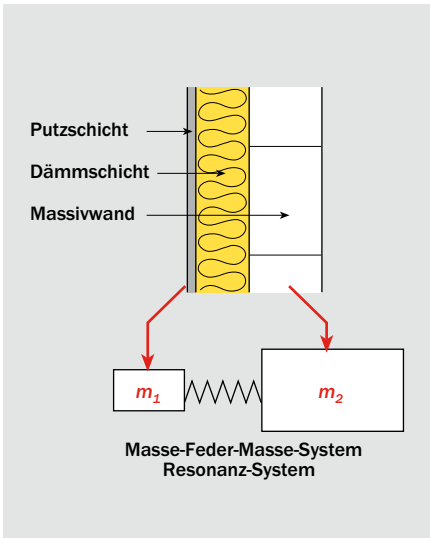 Putzschicht
Dämmschicht
Massivwand
m₁
m₂
Masse-Feder-Masse-System
Resonanz-System